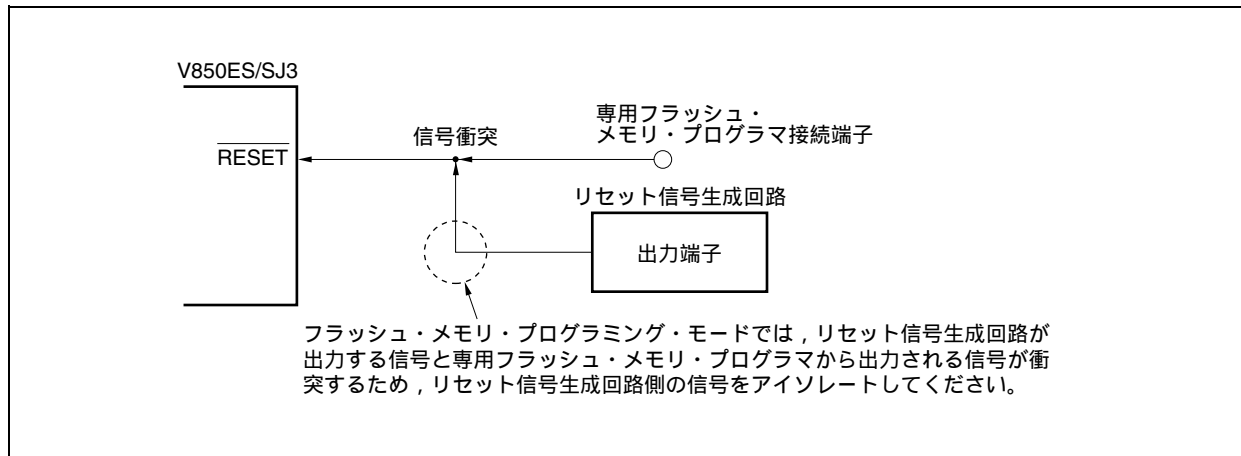 V850ES/SJ3
RESET
信号衝突
専用フラッシュ・
メモリ・プログラマ接続端子
リセット信号生成回路
出力端子
フラッシュ・メモリ・プログラミング・モードでは，リセット信号生成回路が
出力する信号と専用フラッシュ・メモリ・プログラマから出力される信号が衝
突するため，リセット信号生成回路側の信号をアイソレートしてください。